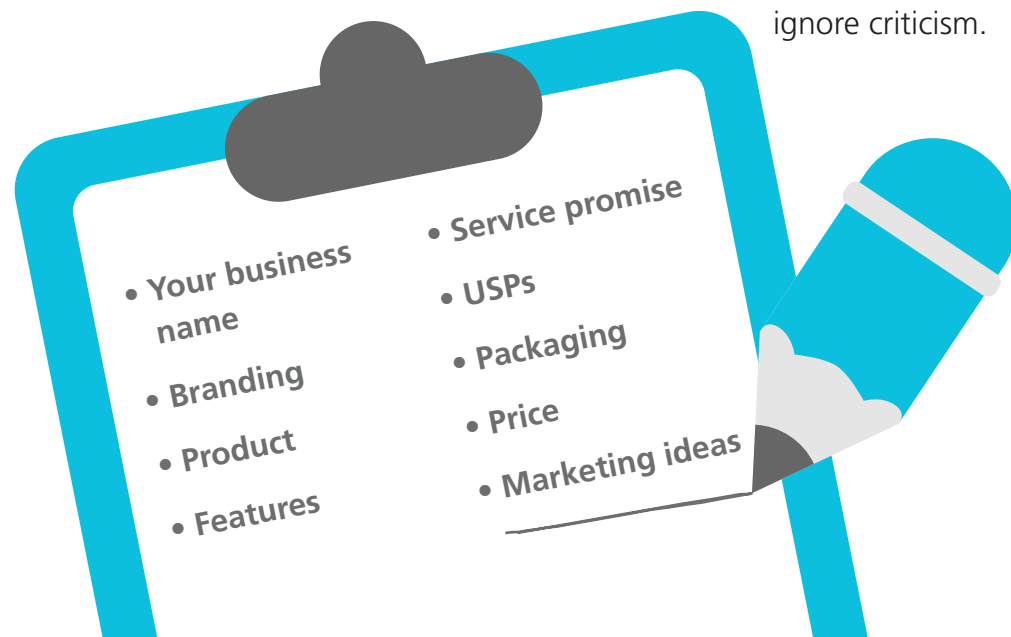 ignore criticism.
• Your business
name
• Branding
• Product
• Features
• Service promise
• USPs
• Packaging
• Price
• Marketing ideas